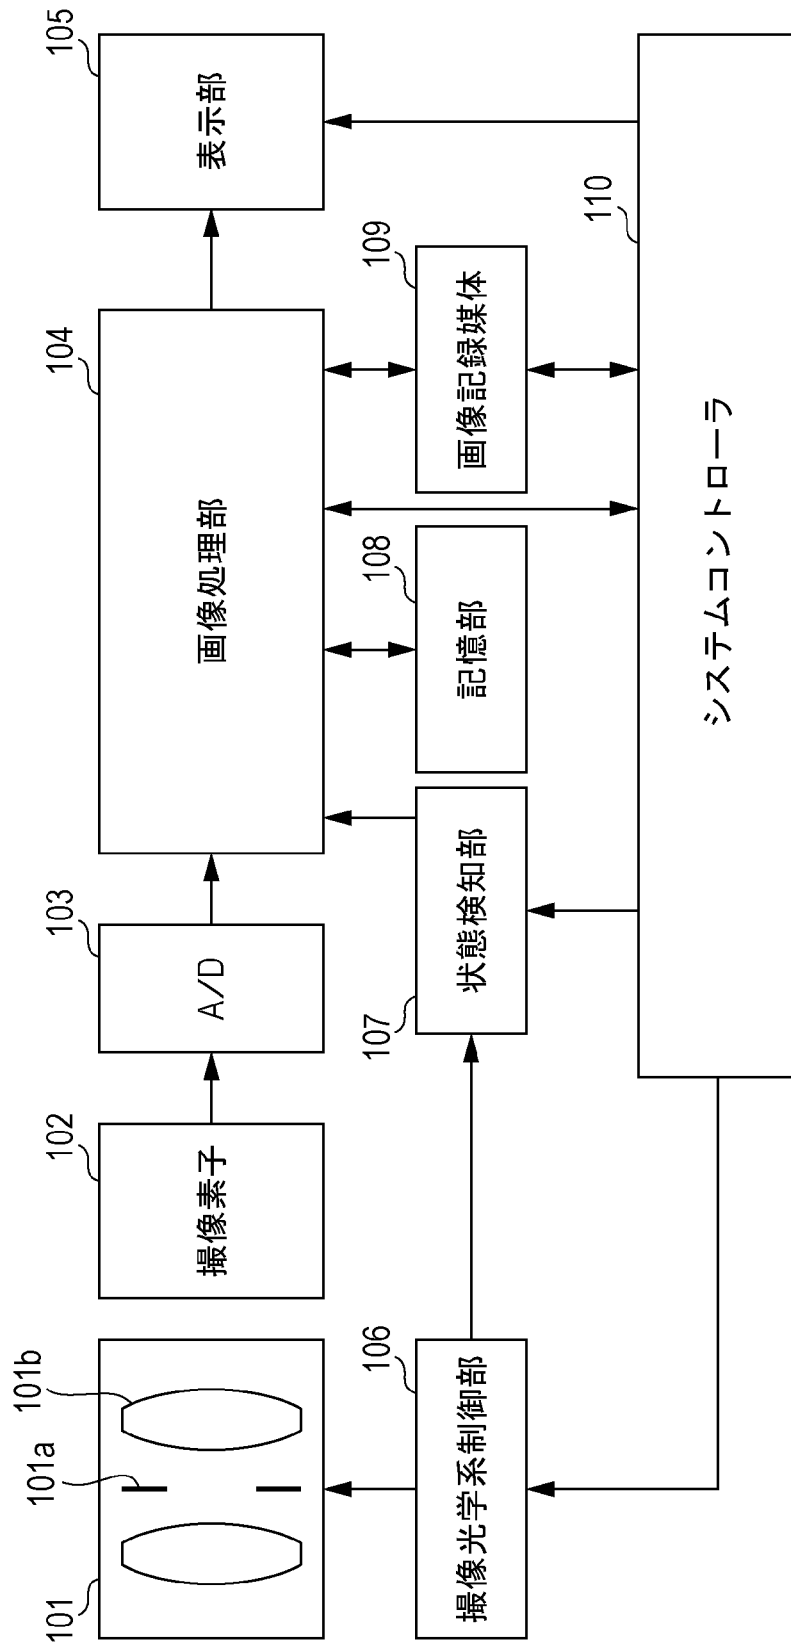 101
101a
101b
102
撮像素子
103
A/D
104
画像処理部
105
表示部
106
撮像光学系制御部
107
状態検知部
108
記憶部
109
画像記録媒体
110
システムコントローラ